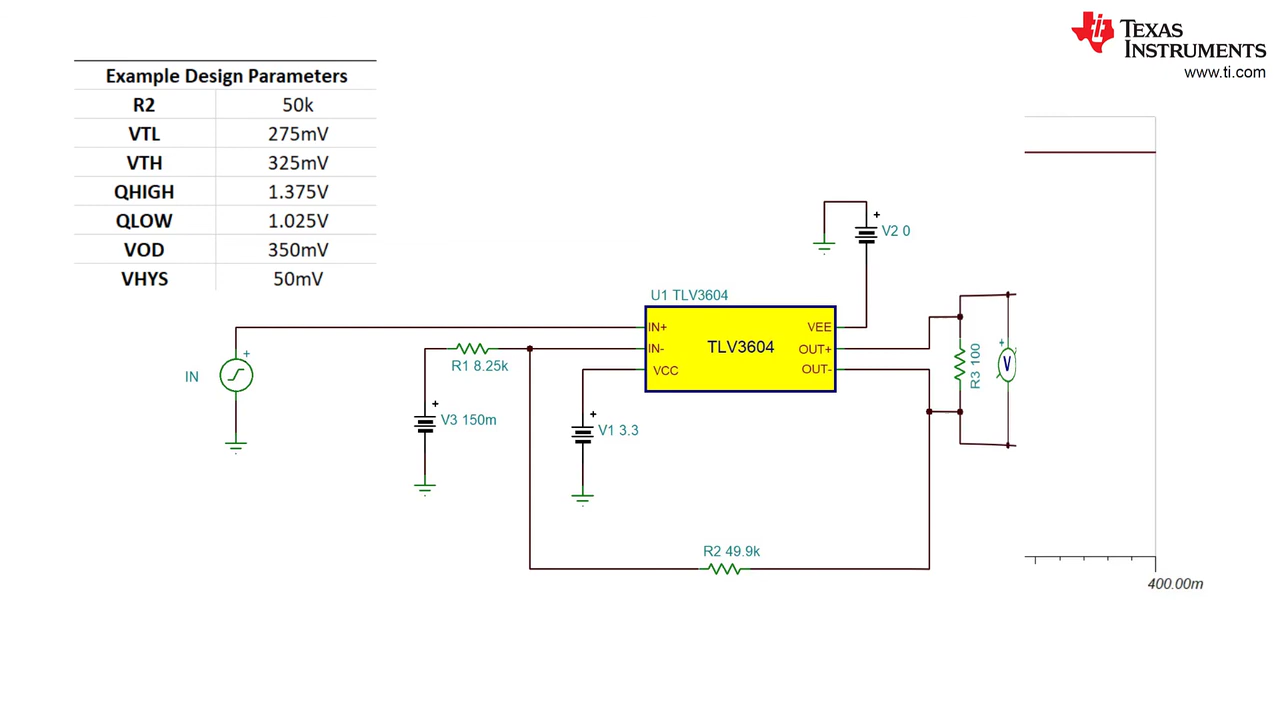 TEXAS
INSTRUMENTS
www.ti.com
Example Design Parameters
R2 50k
VTL 275mV
VTH 325mV
QHIGH 1.375V
QLOW 1.025V
VOD 350mV
VHYS 50mV
+
V2 0
U1 TLV3604
IN+
VEE
IN-
TLV3604
OUT+
VCC
OUT-
R1 8.25k
R3 100
+
V
+
IN
+
V3 150m
+
V1 3.3
R2 49.9k
400.00m